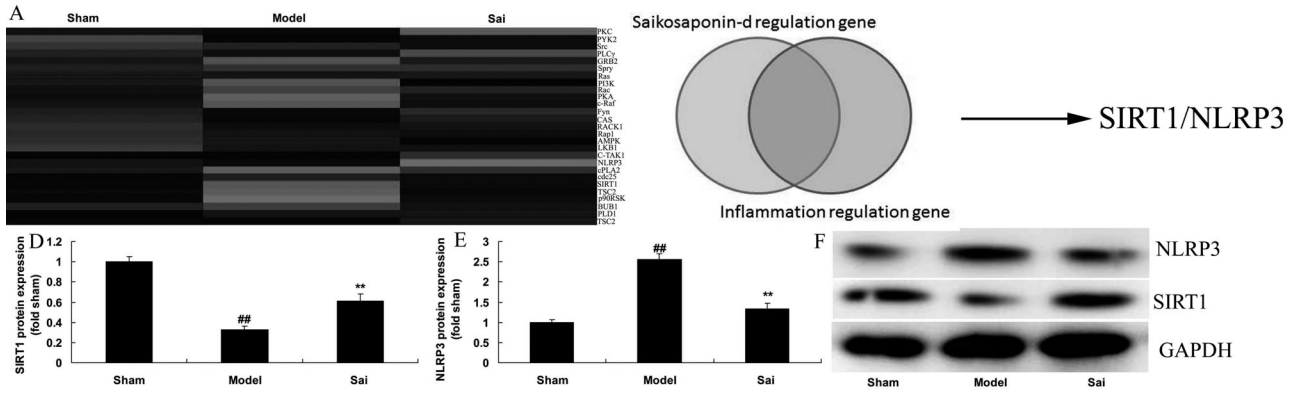 A
Sham Model Sai
PKC
PYK2
Src
PLCγ
GRB2
Spry
Ras
PI3K
Rac
PKA
c-Raf
Fyn
CAS
RACK1
Rap1
AMPK
LKB1
C-TAK1
NLRP3
cPLA2
cdc25
SIRT1
TSC2
p90RSK
BUB1
PLD1
TSC2
Saikosaponin-d regulation gene
Inflammation regulation gene
SIRT1/NLRP3
D
SIRT1 protein expression
(fold sham)
1.2
1
0.8
0.6
0.4
0.2
0
##
**
Sham Model Sai
E
NLRP3 protein expression
(fold sham)
3
2.5
2
1.5
1
0.5
0
##
**
Sham Model Sai
F
NLRP3
SIRT1
GAPDH
Sham Model Sai